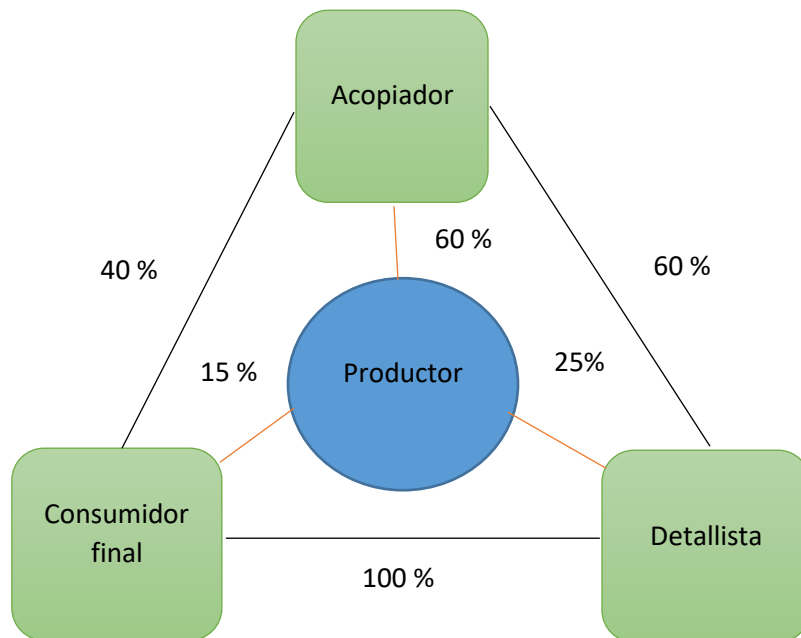 Acopiador
60 %
40 %
60 %
15 %
Productor
25%
Consumidor
final
Detallista
100 %